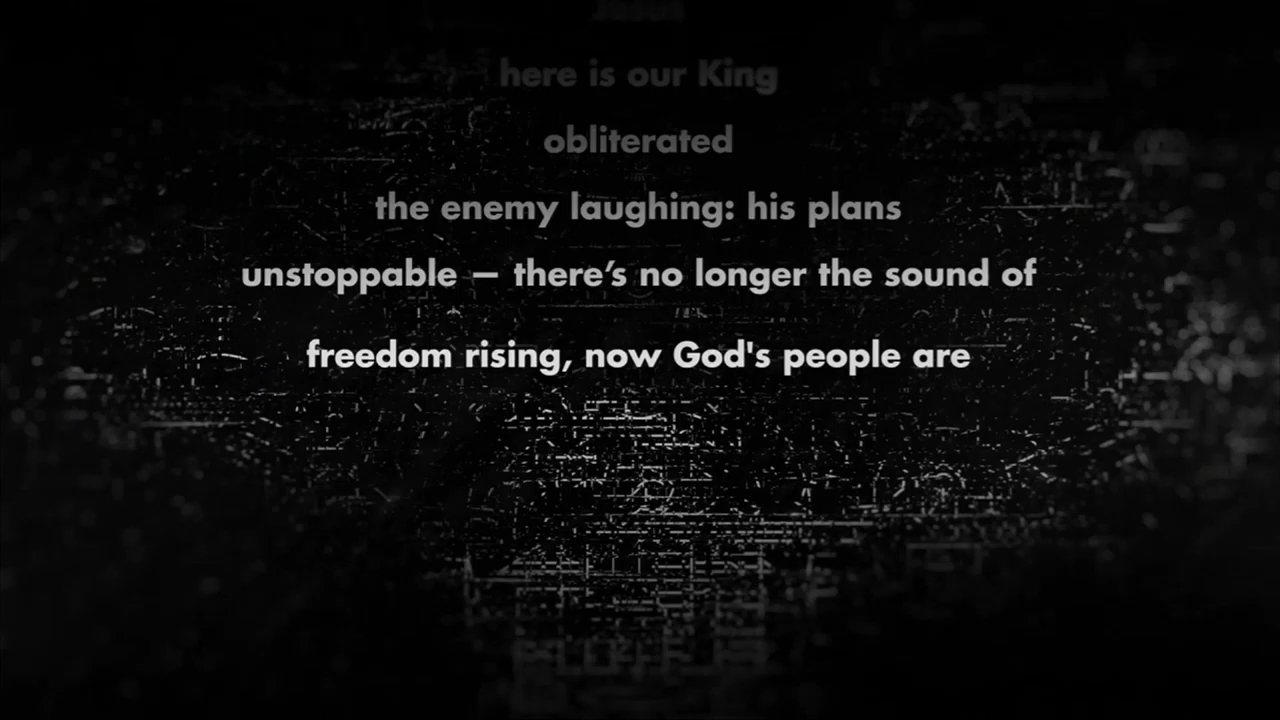 Jesus
here is our King
obliterated
the enemy laughing: his plans
unstoppable — there’s no longer the sound of
freedom rising, now God's people are